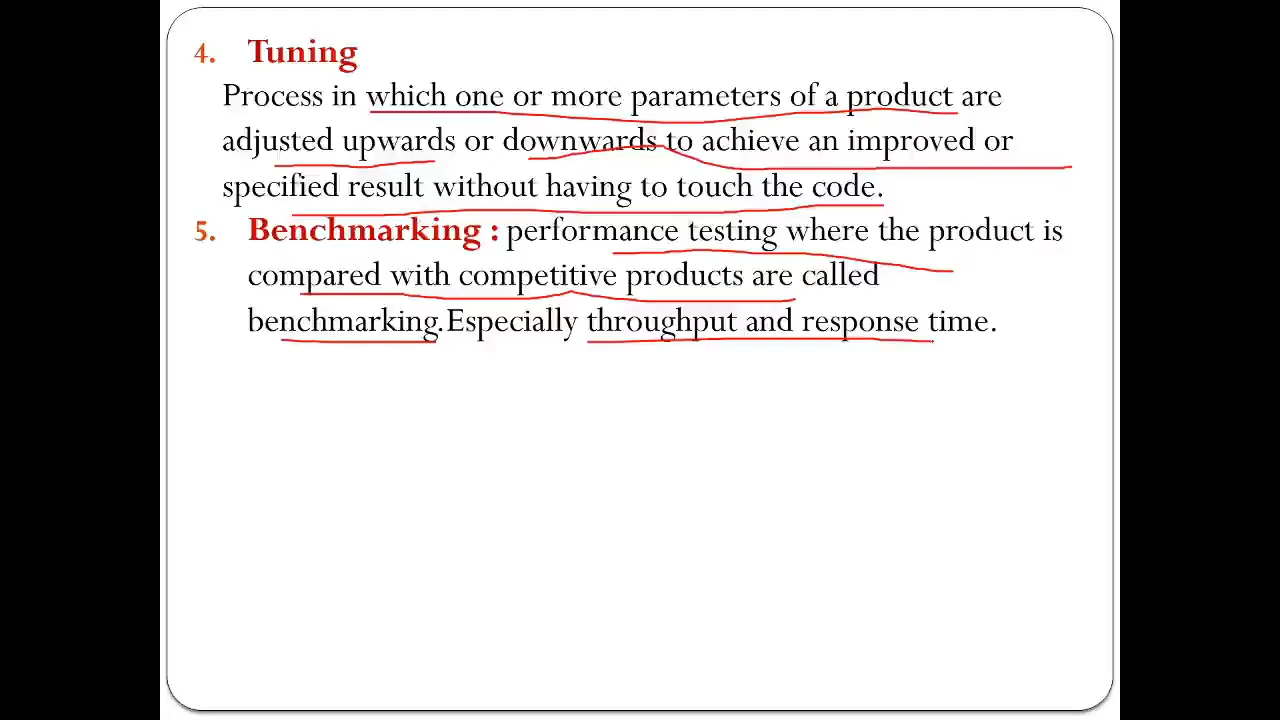 4. Tuning
Process in which one or more parameters of a product are
adjusted upwards or downwards to achieve an improved or
specified result without having to touch the code.
5. Benchmarking : performance testing where the product is
compared with competitive products are called
benchmarking.Especially throughput and response time.